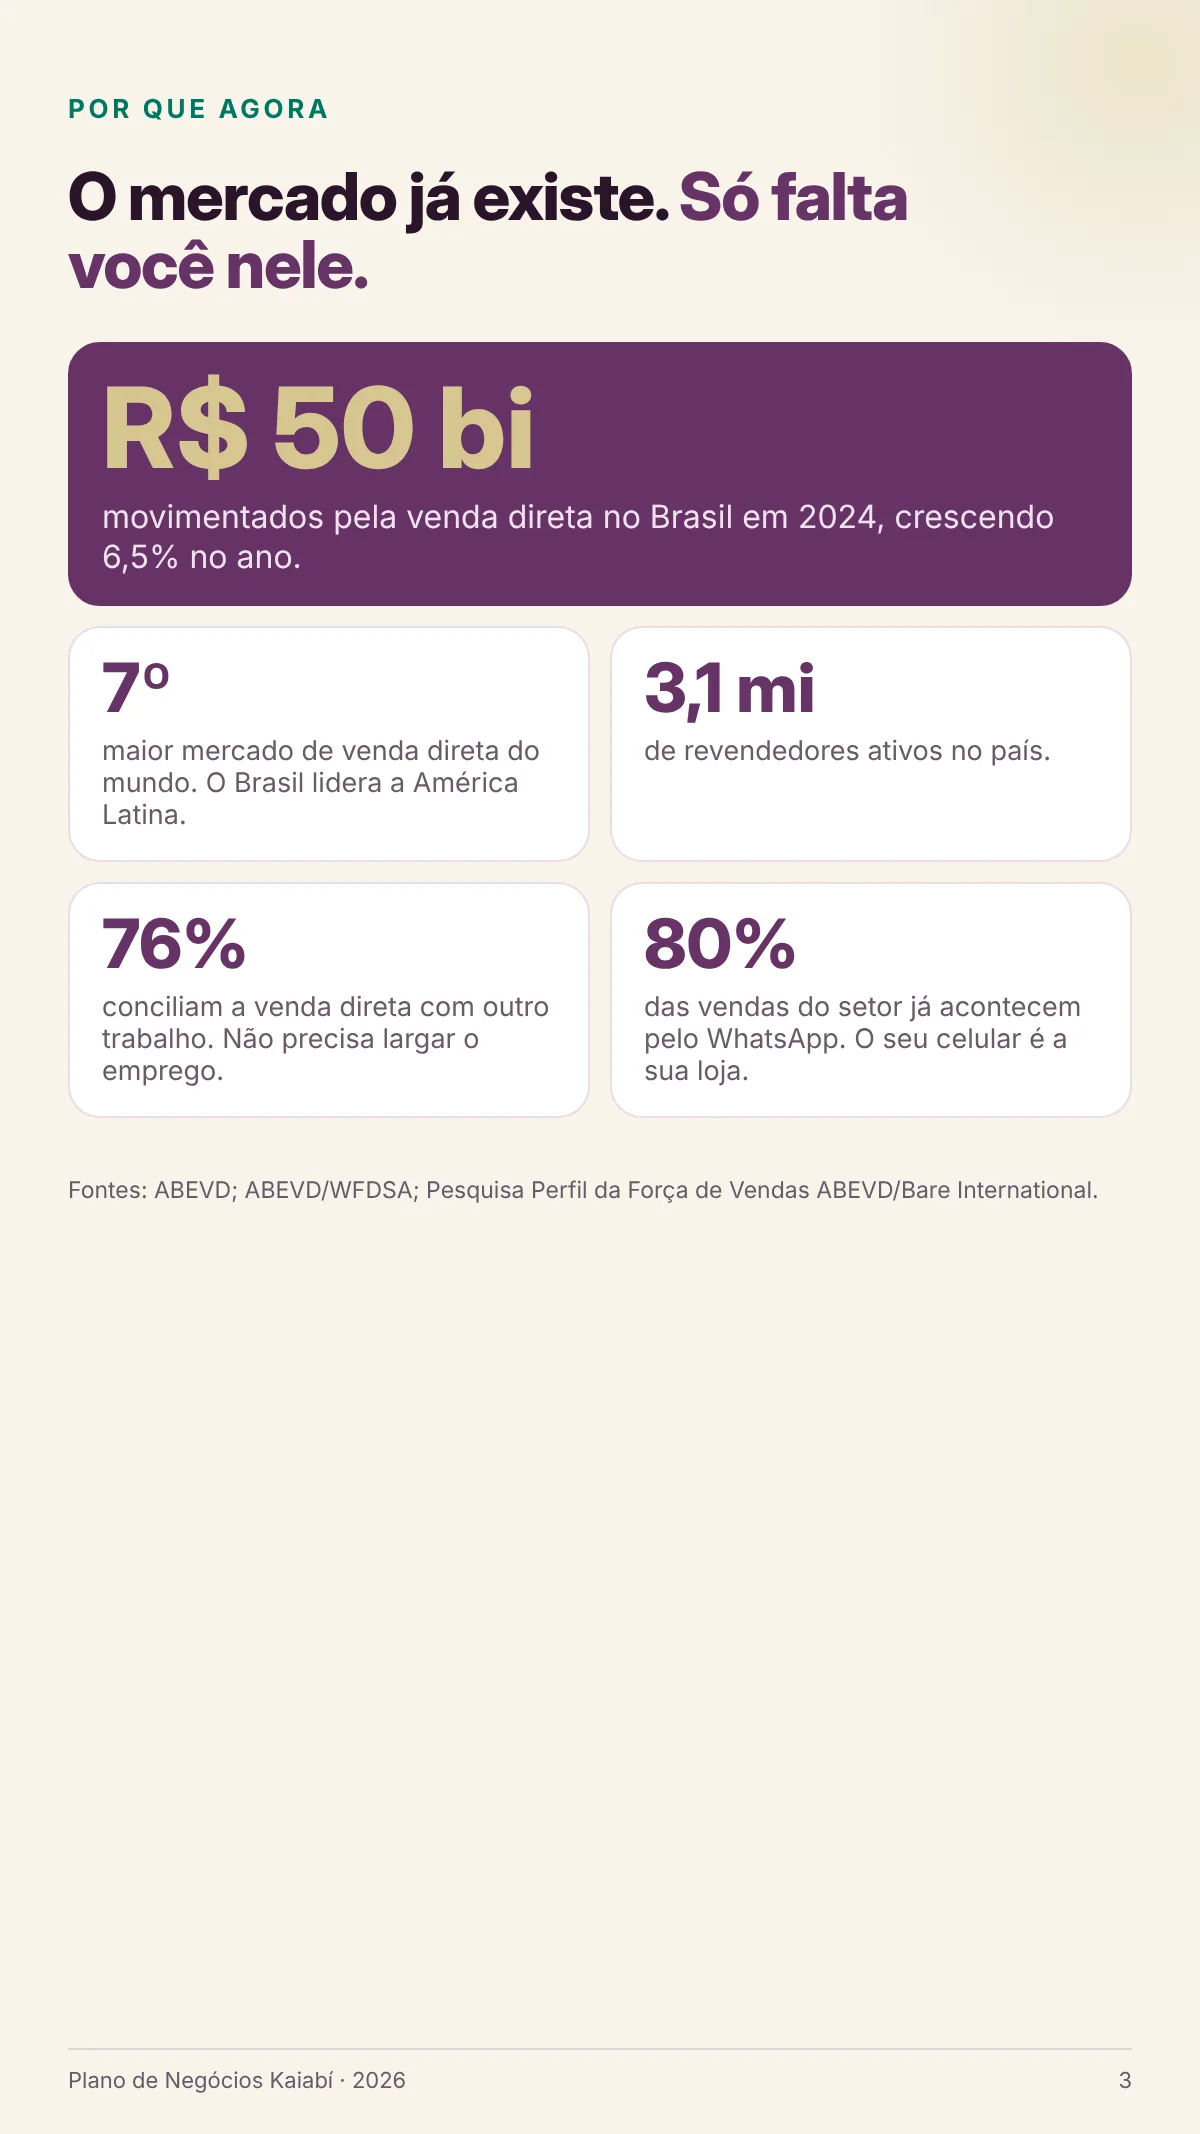 POR QUE AGORA
O mercado já existe. Só falta
você nele.
R$ 50 bi
movimentados pela venda direta no Brasil em 2024, crescendo
6,5% no ano.
7º
maior mercado de venda direta do
mundo. O Brasil lidera a América
Latina.
3,1 mi
de revendedores ativos no país.
76%
conciliam a venda direta com outro
trabalho. Não precisa largar o
emprego.
80%
das vendas do setor já acontecem
pelo WhatsApp. O seu celular é a
sua loja.
Fontes: ABEVD; ABEVD/WFDSA; Pesquisa Perfil da Força de Vendas ABEVD/Bare International.
Plano de Negócios Kaiabí · 2026
3